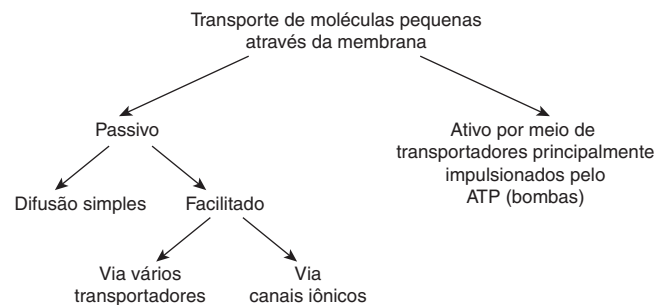 Transporte de moléculas pequenas
através da membrana
Passivo
Ativo por meio de
transportadores principalmente
impulsionados pelo
ATP (bombas)
Difusão simples
Facilitado
Via vários
transportadores
Via
canais iônicos